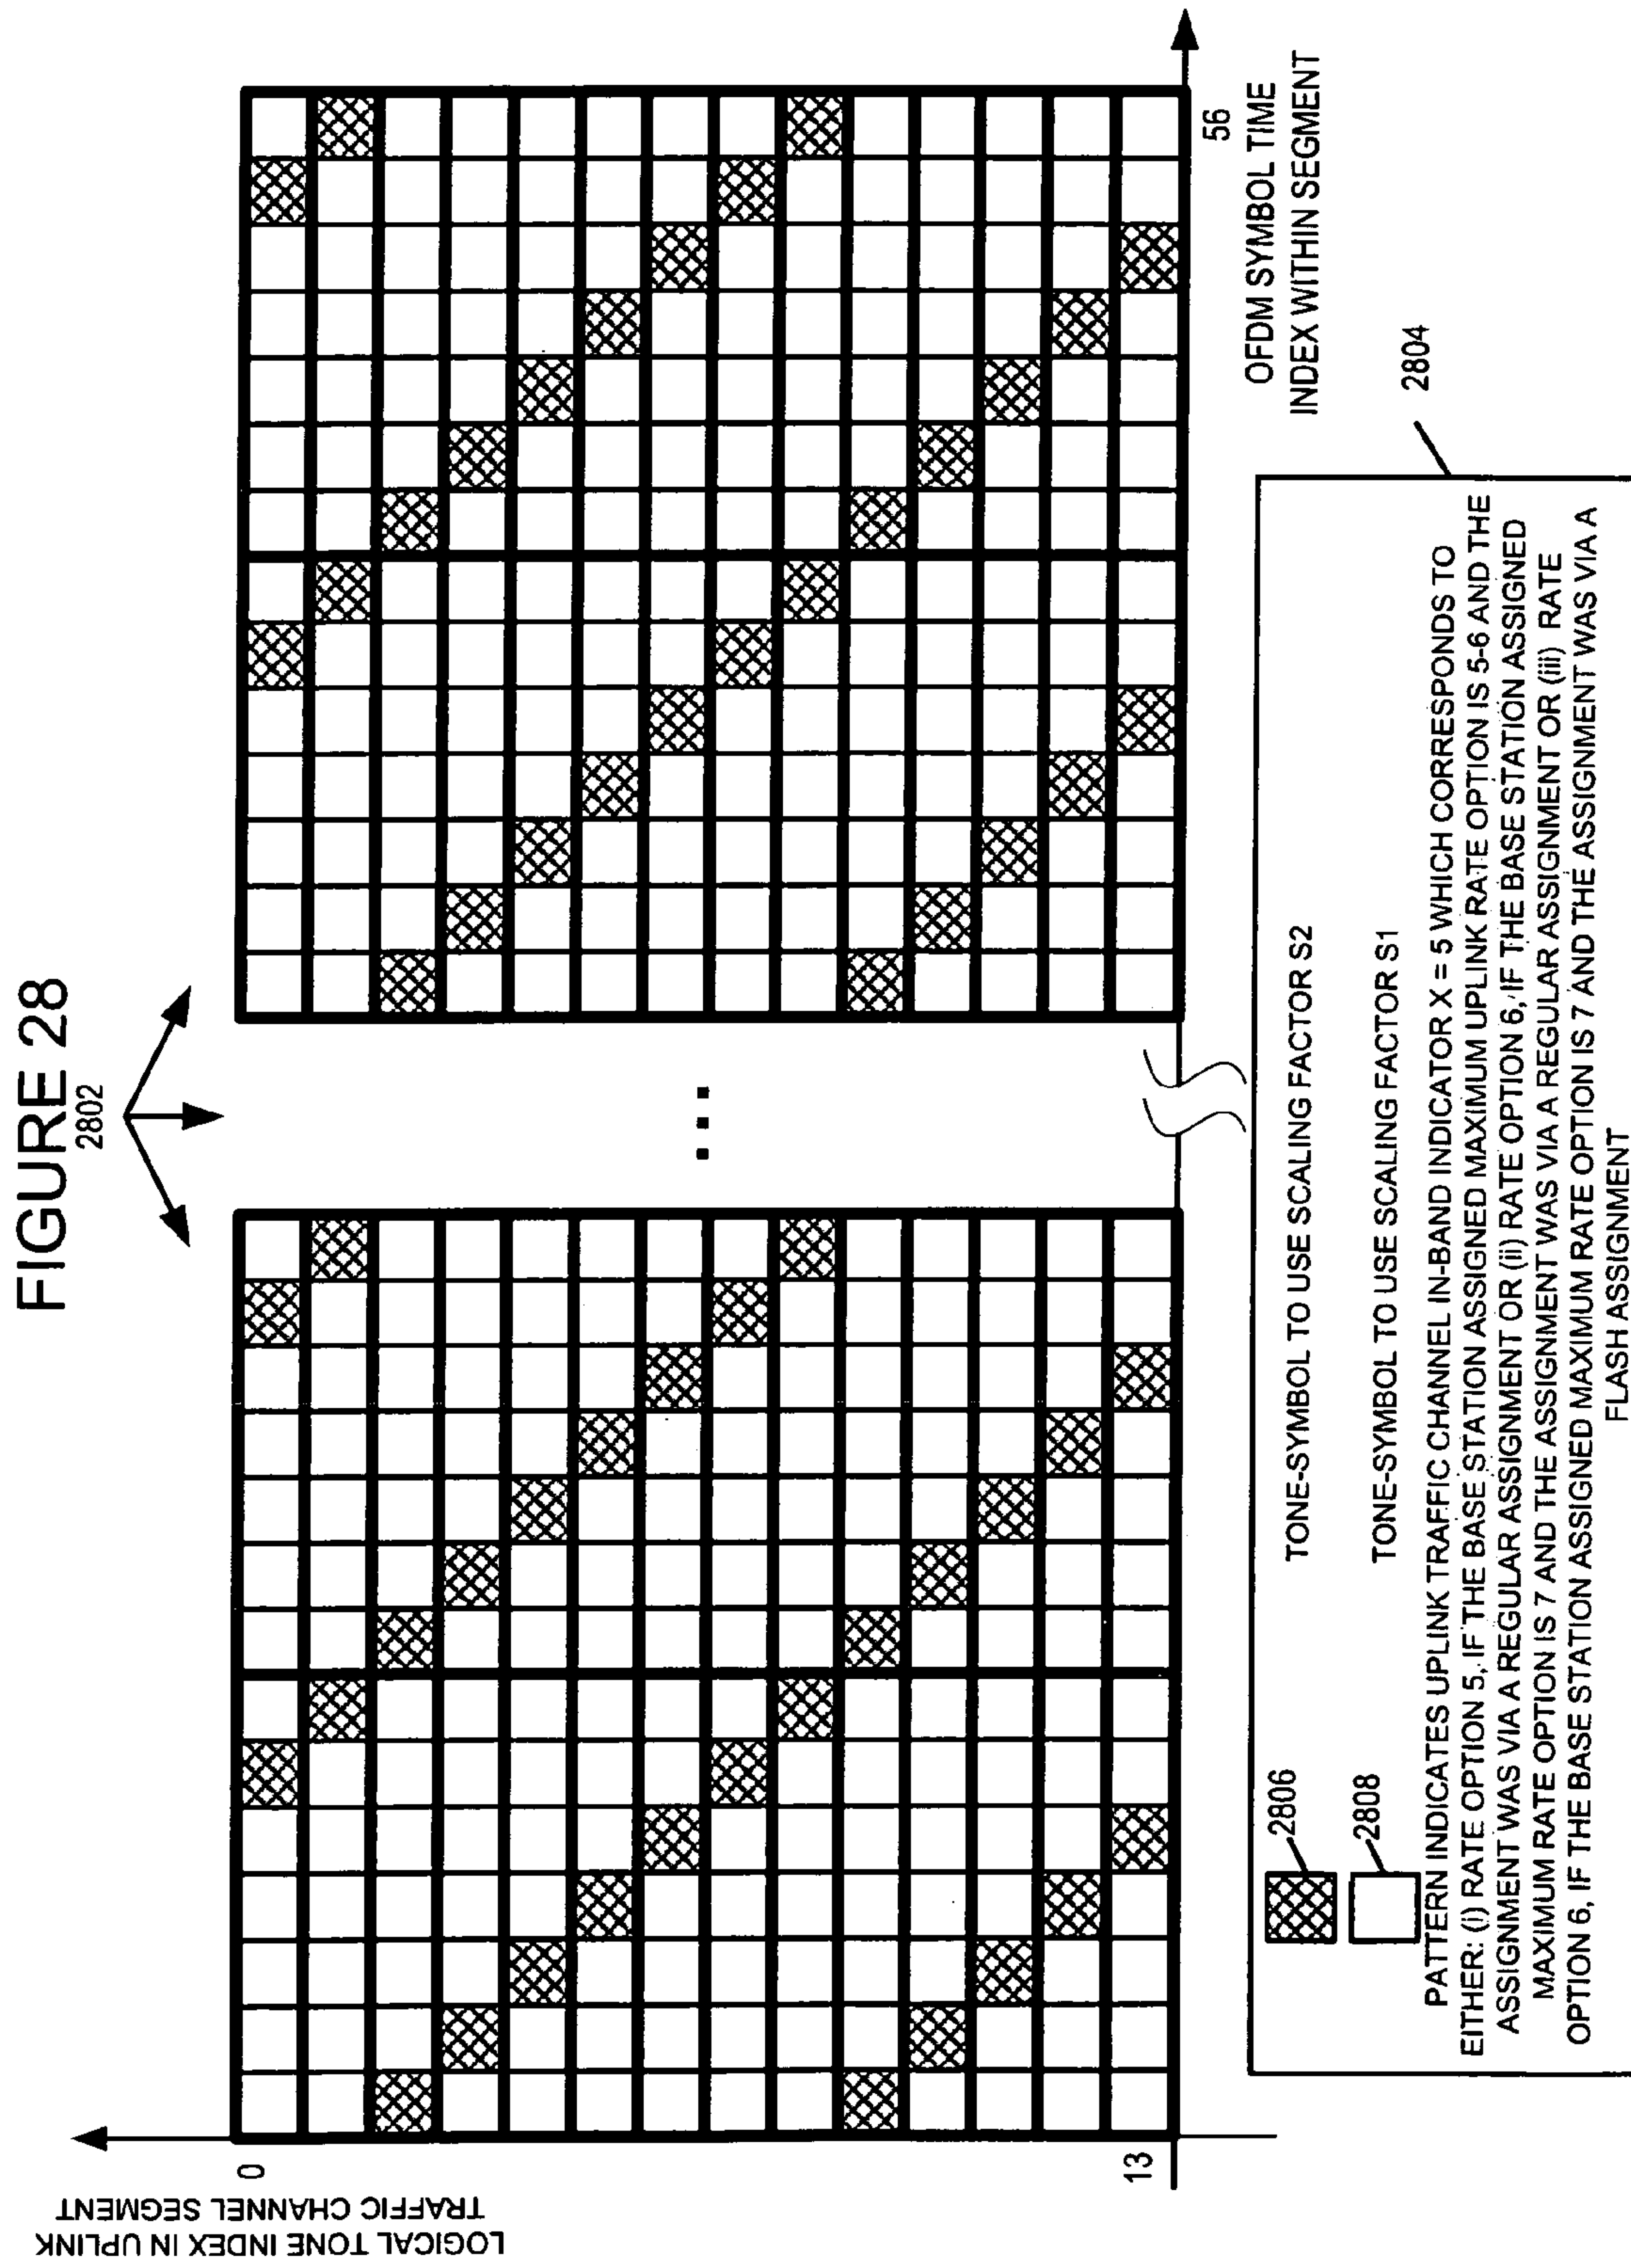 FIGURE 28
2802
LOGICAL TONE INDEX IN UPLINK
TRAFFIC CHANNEL SEGMENT
0
13
...
56
OFDM SYMBOL TIME
INDEX WITHIN SEGMENT
2804
2806
TONE-SYMBOL TO USE SCALING FACTOR S2
2808
TONE-SYMBOL TO USE SCALING FACTOR S1
PATTERN INDICATES UPLINK TRAFFIC CHANNEL IN-BAND INDICATOR X = 5 WHICH CORRESPONDS TO
EITHER: (i) RATE OPTION 5, IF THE BASE STATION ASSIGNED MAXIMUM UPLINK RATE OPTION IS 5-6 AND THE
ASSIGNMENT WAS VIA A REGULAR ASSIGNMENT OR (ii) RATE OPTION 6, IF THE BASE STATION ASSIGNED
MAXIMUM RATE OPTION IS 7 AND THE ASSIGNMENT WAS VIA A REGULAR ASSIGNMENT OR (iii) RATE
OPTION 6, IF THE BASE STATION ASSIGNED MAXIMUM RATE OPTION IS 7 AND THE ASSIGNMENT WAS VIA A
FLASH ASSIGNMENT